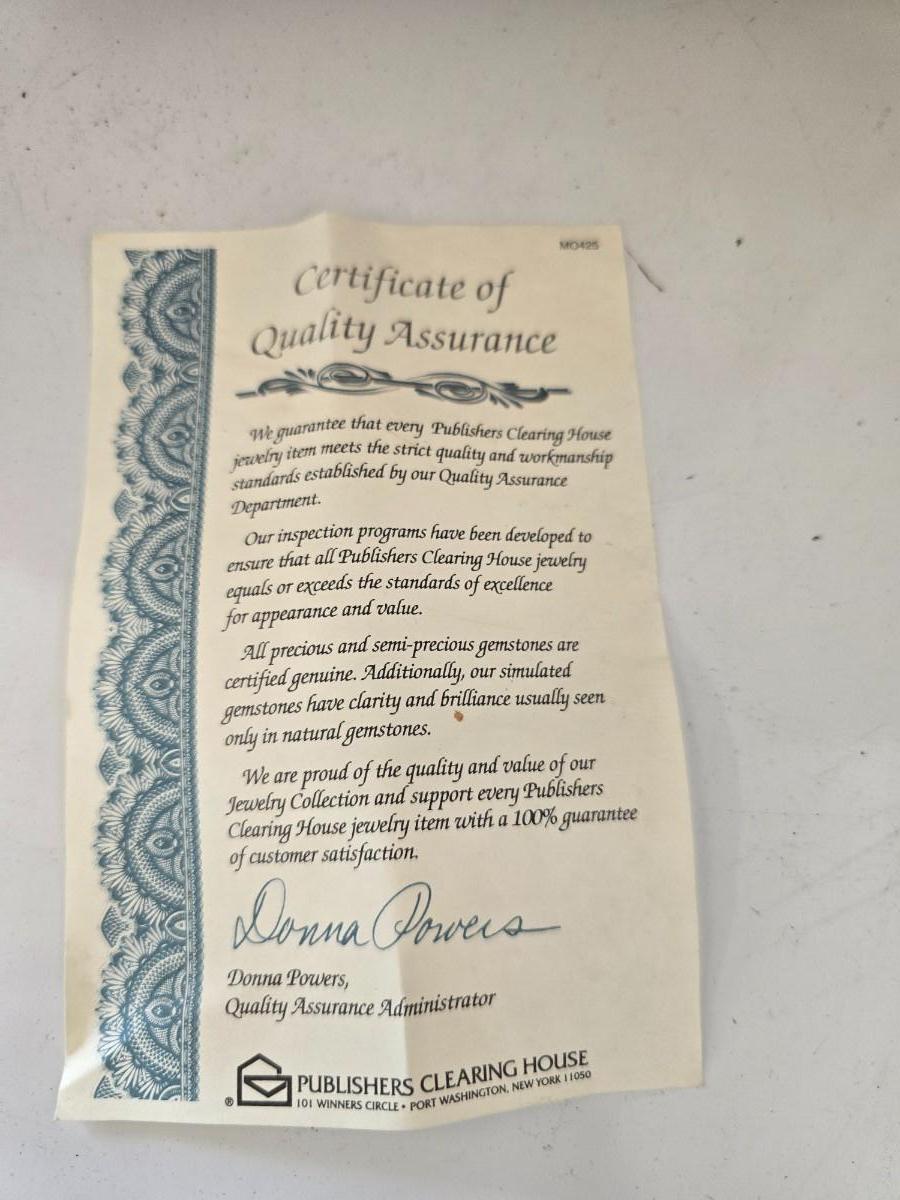 MO425
Certificate of
Quality Assurance
We guarantee that every Publishers Clearing House
jewelry item meets the strict quality and workmanship
standards established by our Quality Assurance
Department.
Our inspection programs have been developed to
ensure that all Publishers Clearing House jewelry
equals or exceeds the standards of excellence
for appearance and value.
All precious and semi-precious gemstones are
certified genuine. Additionally, our simulated
gemstones have clarity and brilliance usually seen
only in natural gemstones.
We are proud of the quality and value of our
Jewelry Collection and support every Publishers
Clearing House jewelry item with a 100% guarantee
of customer satisfaction.
Donna Powers
Donna Powers,
Quality Assurance Administrator
® PUBLISHERS CLEARING HOUSE
101 WINNERS CIRCLE • PORT WASHINGTON, NEW YORK 11050